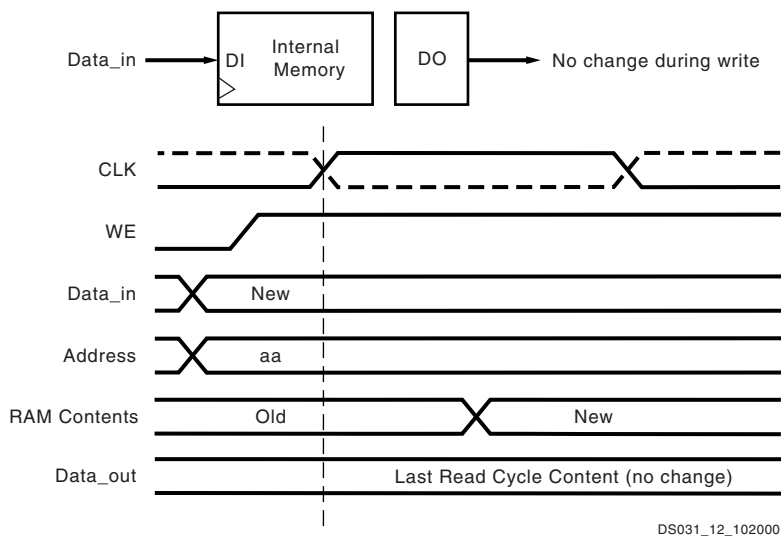 Data_in
DI
Internal
Memory
DO
No change during write
CLK
WE
Data_in
New
Address
aa
RAM Contents
Old
New
Data_out
Last Read Cycle Content (no change)
DS031_12_102000